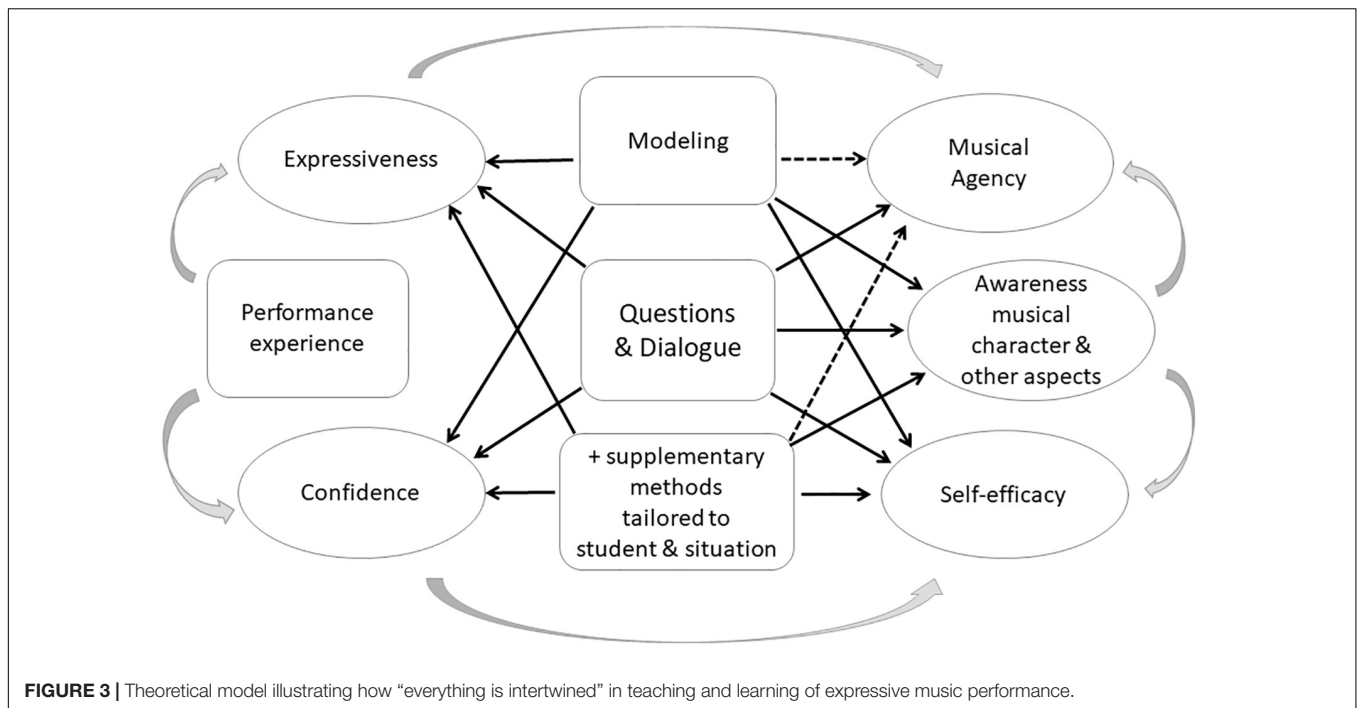 Modeling
Expressiveness
Musical
Agency
Performance
experience
Questions
& Dialogue
Awareness
musical
character &
other aspects
Confidence
+ supplementary
methods
tailored to
student & situation
Self-efficacy
FIGURE 3 | Theoretical model illustrating how “everything is intertwined” in teaching and learning of expressive music performance.